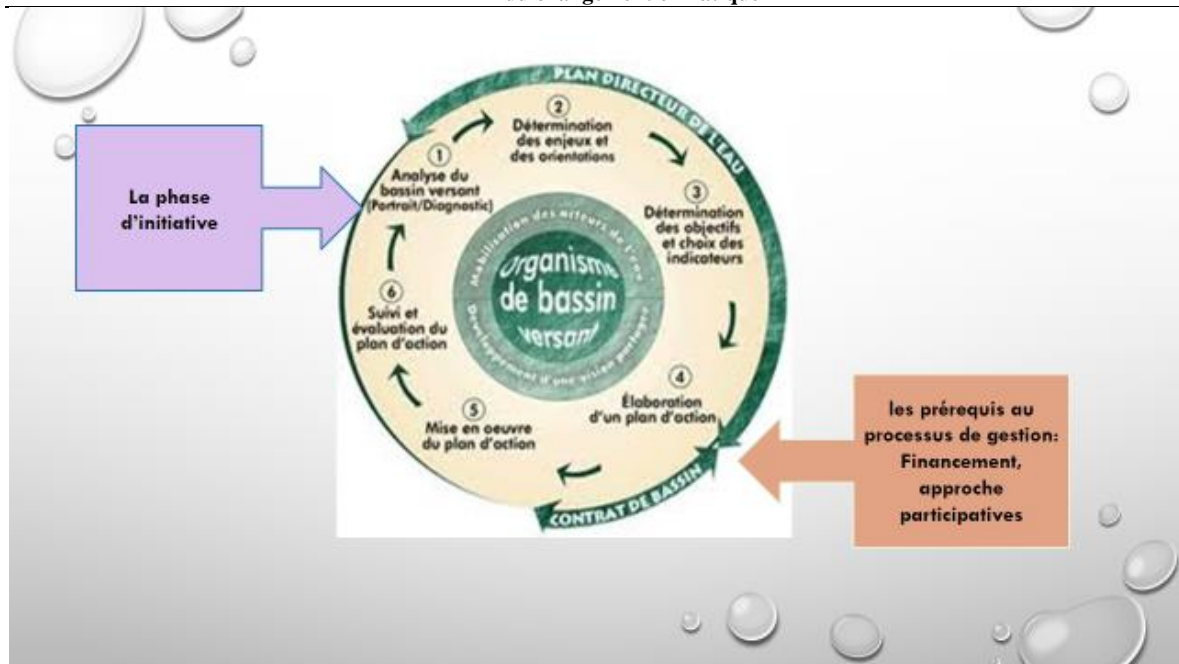 La phase
d'initiative
PLAN DIRECTEUR DE L'EAU
1
Analyse du
bassin versant
(Portrait/Diagnostic)
2
Détermination
des enjeux et
des orientations
3
Détermination
des objectifs
et choix des
indicateurs
4
Élaboration
d'un plan d'action
5
Mise en oeuvre
du plan d'action
6
Suivi et
évaluation du
plan d'action
Mobilisation des acteurs de l'eau
Organisme
de bassin
versant
Développement d'une vision partagée
CONTRAT DE BASSIN
les prérequis au
processus de gestion:
Financement,
approche
participatives